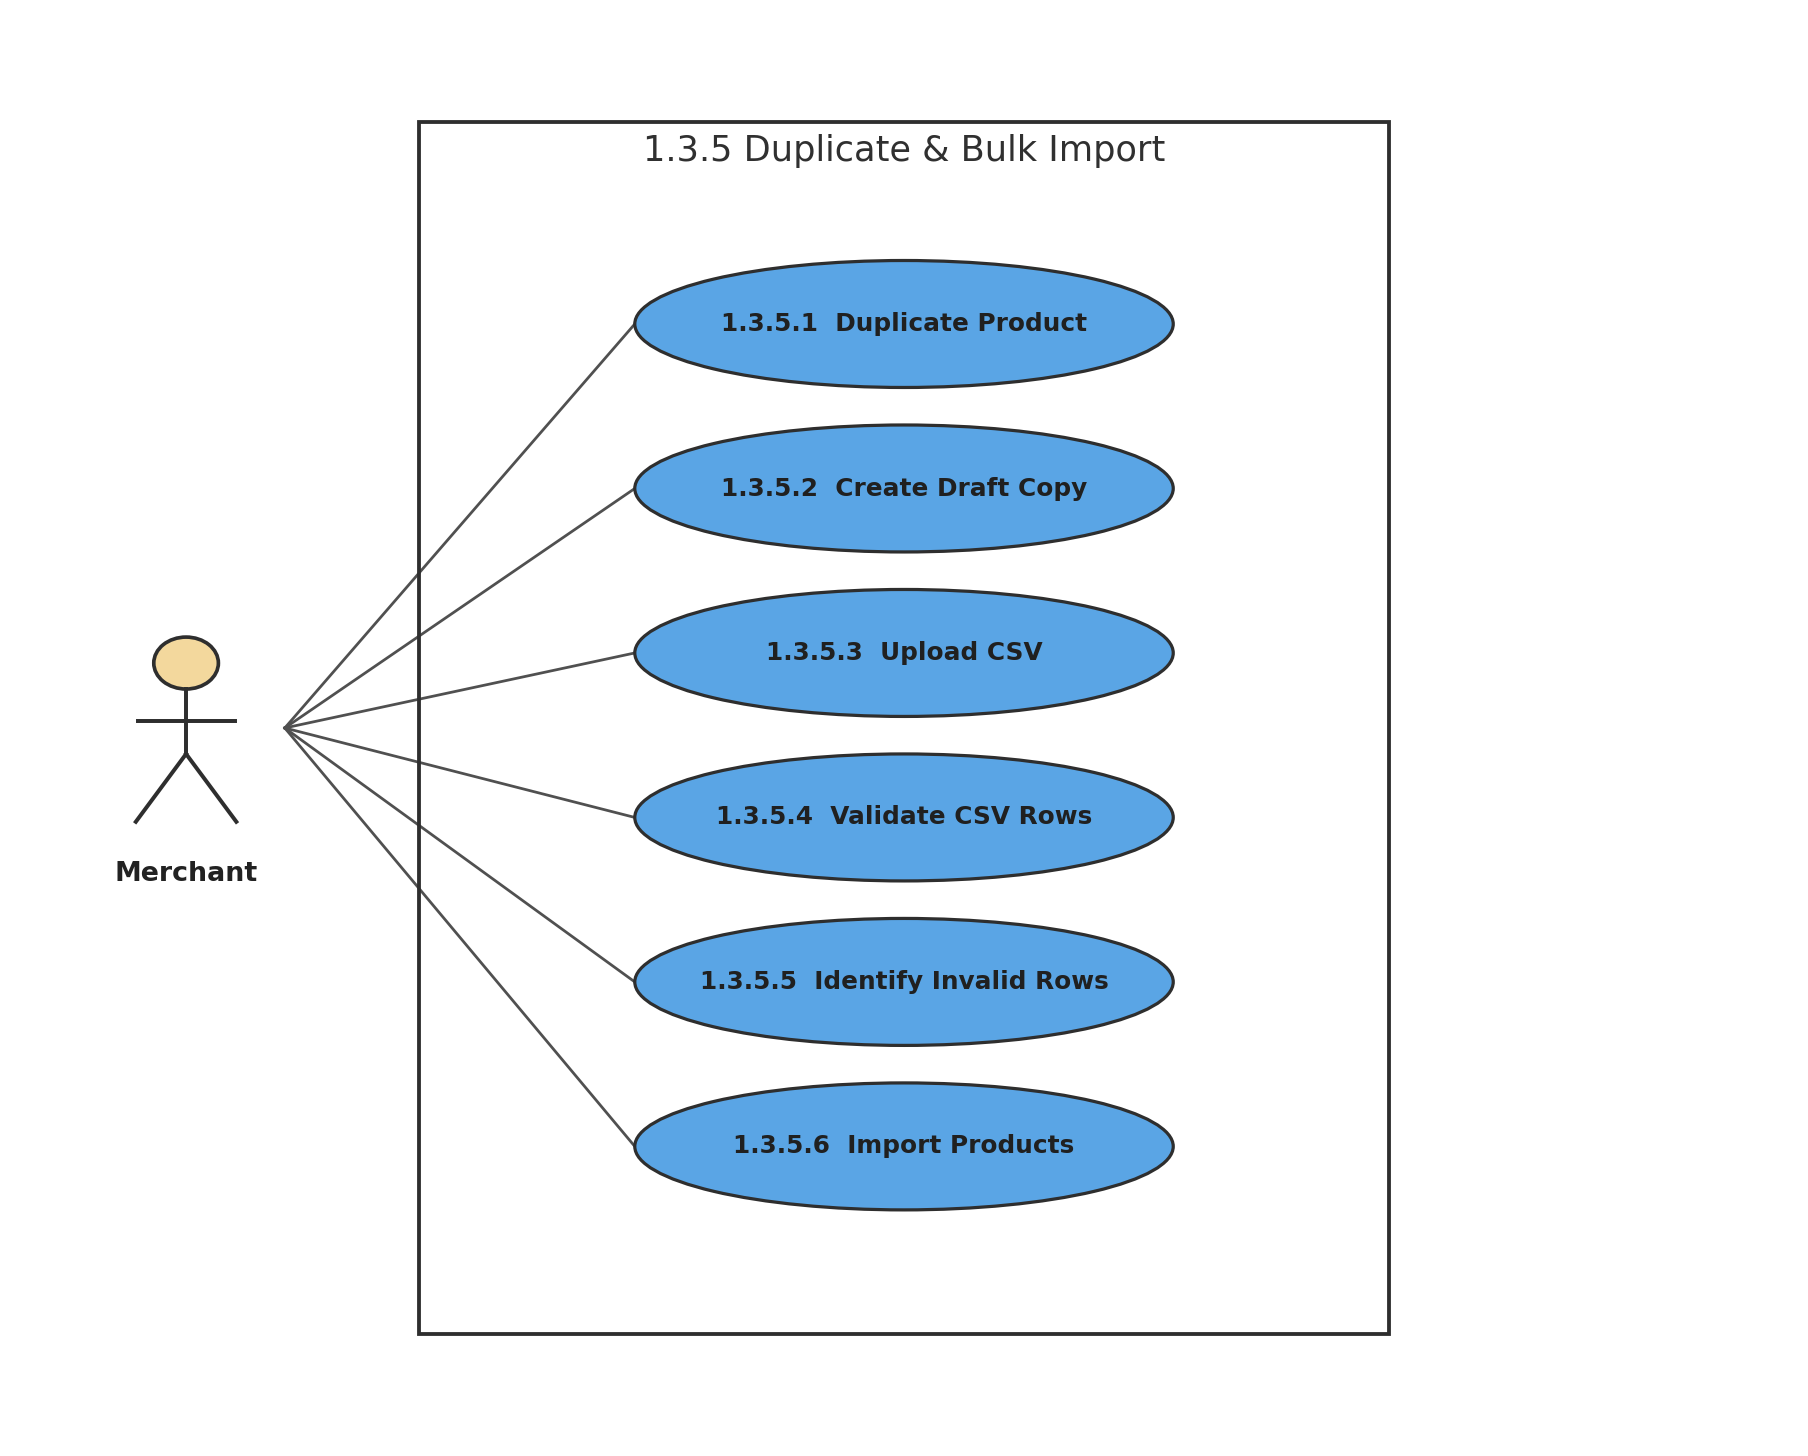 1.3.5 Duplicate & Bulk Import
1.3.5.1  Duplicate Product
1.3.5.2  Create Draft Copy
1.3.5.3  Upload CSV
1.3.5.4  Validate CSV Rows
Merchant
1.3.5.5  Identify Invalid Rows
1.3.5.6  Import Products